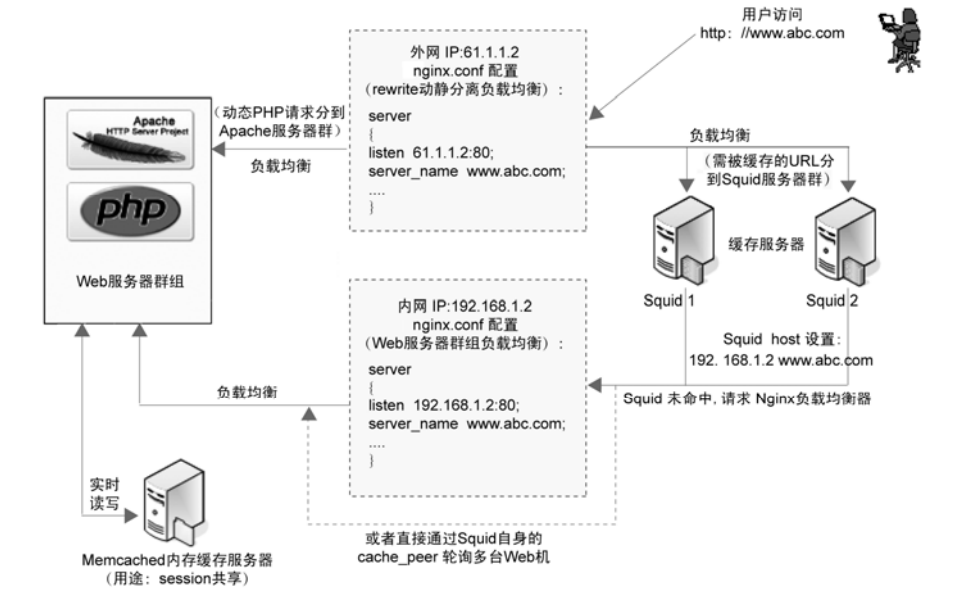 用户访问
http：//www.abc.com
外网 IP:61.1.1.2
nginx.conf 配置
（rewrite动静分离负载均衡）：
server
{
listen 61.1.1.2:80;
server_name www.abc.com;
....
}
（动态PHP请求分到
Apache服务器群）
负载均衡
Apache
HTTP Server Project
php
Web服务器群组
负载均衡
（需被缓存的URL分
到Squid服务器群）
缓存服务器
Squid 1
Squid 2
Squid host 设置：
192. 168.1.2 www.abc.com
Squid 未命中, 请求 Nginx负载均衡器
内网 IP:192.168.1.2
nginx.conf 配置
（Web服务器群组负载均衡）：
server
{
listen 192.168.1.2:80;
server_name www.abc.com;
....
}
负载均衡
实时
读写
Memcached内存缓存服务器
（用途：session共享）
或者直接通过Squid自身的
cache_peer 轮询多台Web机